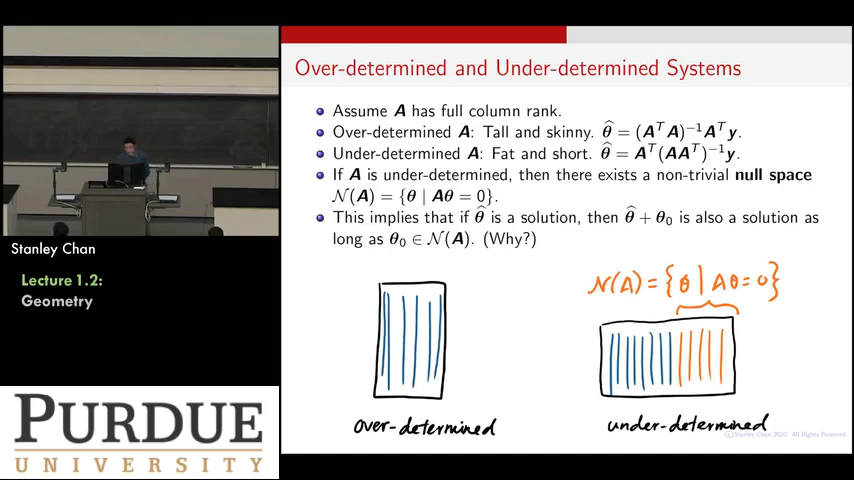 Over-determined and Under-determined Systems
Assume A has full column rank.
Over-determined A: Tall and skinny. θ̂ = (AᵀA)⁻¹Aᵀy.
Under-determined A: Fat and short. θ̂ = Aᵀ(AAᵀ)⁻¹y.
If A is under-determined, then there exists a non-trivial null space
N(A) = {θ | Aθ = 0}.
This implies that if θ̂ is a solution, then θ̂ + θ₀ is also a solution as
long as θ₀ ∈ N(A). (Why?)
N(A) = {θ | Aθ = 0}
over-determined
under-determined
©Stanley Chan 2020. All Rights Reserved
Stanley Chan
Lecture 1.2:
Geometry
PURDUE
UNIVERSITY